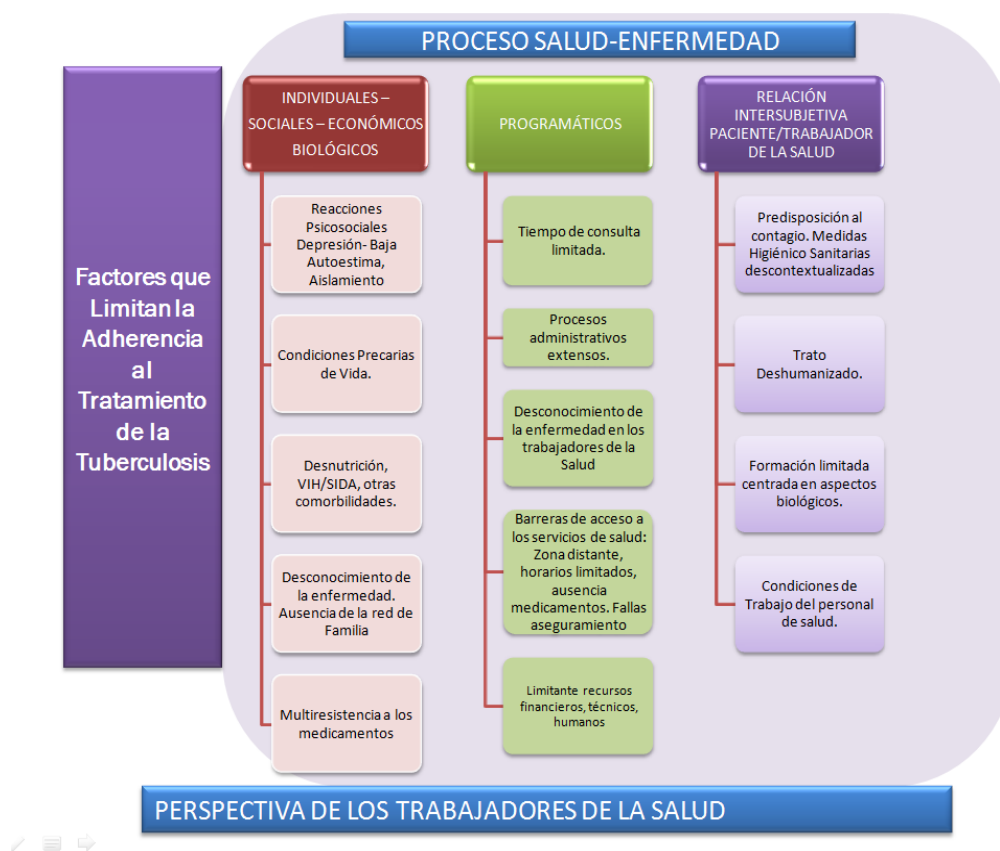 PROCESO SALUD-ENFERMEDAD
Factores que
Limitan la
Adherencia
al
Tratamiento
de la
Tuberculosis
INDIVIDUALES –
SOCIALES – ECONÓMICOS
BIOLÓGICOS
Reacciones
Psicosociales
Depresión- Baja
Autoestima,
Aislamiento
Condiciones Precarias
de Vida.
Desnutrición,
VIH/SIDA, otras
comorbilidades.
Desconocimiento de
la enfermedad.
Ausencia de la red de
Familia
Multiresistencia a los
medicamentos
PROGRAMÁTICOS
Tiempo de consulta
limitada.
Procesos
administrativos
extensos.
Desconocimiento de
la enfermedad en los
trabajadores de la
Salud
Barreras de acceso a
los servicios de salud:
Zona distante,
horarios limitados,
ausencia
medicamentos. Fallas
aseguramiento
Limitante recursos
financieros, técnicos,
humanos
RELACIÓN
INTERSUBJETIVA
PACIENTE/TRABAJADOR
DE LA SALUD
Predisposición al
contagio. Medidas
Higiénico Sanitarias
descontextualizadas
Trato
Deshumanizado.
Formación limitada
centrada en aspectos
biológicos.
Condiciones de
Trabajo del personal
de salud.
PERSPECTIVA DE LOS TRABAJADORES DE LA SALUD